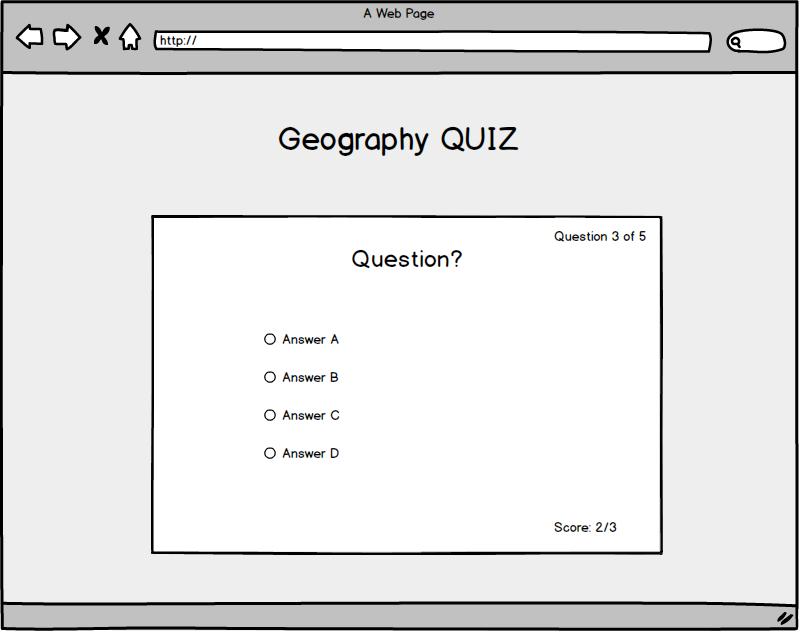 A Web Page
http://
Geography QUIZ
Question 3 of 5
Question?
Answer A
Answer B
Answer C
Answer D
Score: 2/3